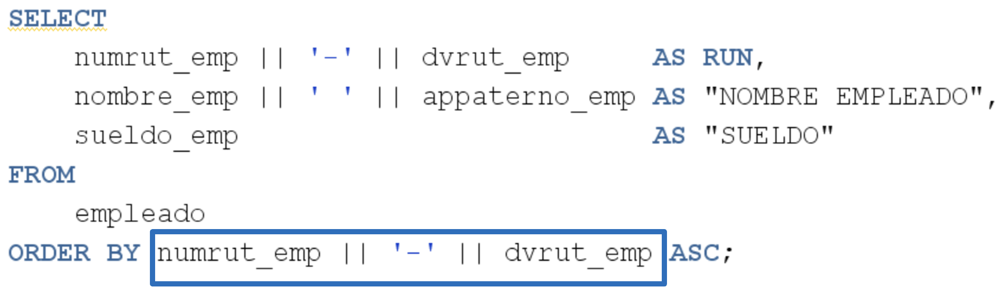 SELECT
numrut_emp || '-' || dvrut_emp AS RUN,
nombre_emp || ' ' || appaterno_emp AS "NOMBRE EMPLEADO",
sueldo_emp AS "SUELDO"
FROM
empleado
ORDER BY numrut_emp || '-' || dvrut_emp ASC;